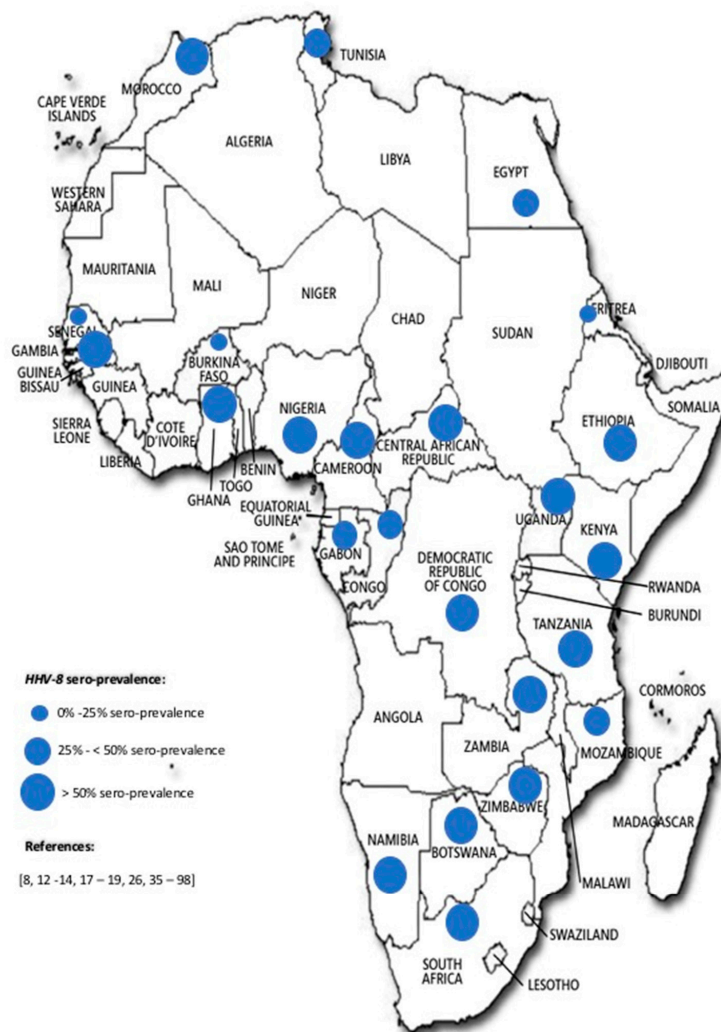 TUNISIA
MOROCCO
CAPE VERDE
ISLANDS
ALGERIA
LIBYA
EGYPT
WESTERN
SAHARA
MAURITANIA
MALI
NIGER
CHAD
SUDAN
ERITREA
SENEGAL
GAMBIA
GUINEA
BISSAU
GUINEA
BURKINA
FASO
DJIBOUTI
SOMALIA
ETHIOPIA
NIGERIA
SIERRA
LEONE
COTE
D'IVOIRE
LIBERIA
GHANA
TOGO
BENIN
CAMEROON
CENTRAL AFRICAN
REPUBLIC
EQUATORIAL
GUINEA
SAO TOME
AND PRINCIPE
GABON
CONGO
UGANDA
KENYA
DEMOCRATIC
REPUBLIC
OF CONGO
RWANDA
BURUNDI
TANZANIA
HHV-8 sero-prevalence:
0% -25% sero-prevalence
25% - < 50% sero-prevalence
> 50% sero-prevalence
References:
[8, 12 -14, 17 – 19, 26, 35 – 98]
CORMOROS
ANGOLA
ZAMBIA
MOZAMBIQUE
ZIMBABWE
MADAGASCAR
NAMIBIA
BOTSWANA
MALAWI
SWAZILAND
SOUTH
AFRICA
LESOTHO